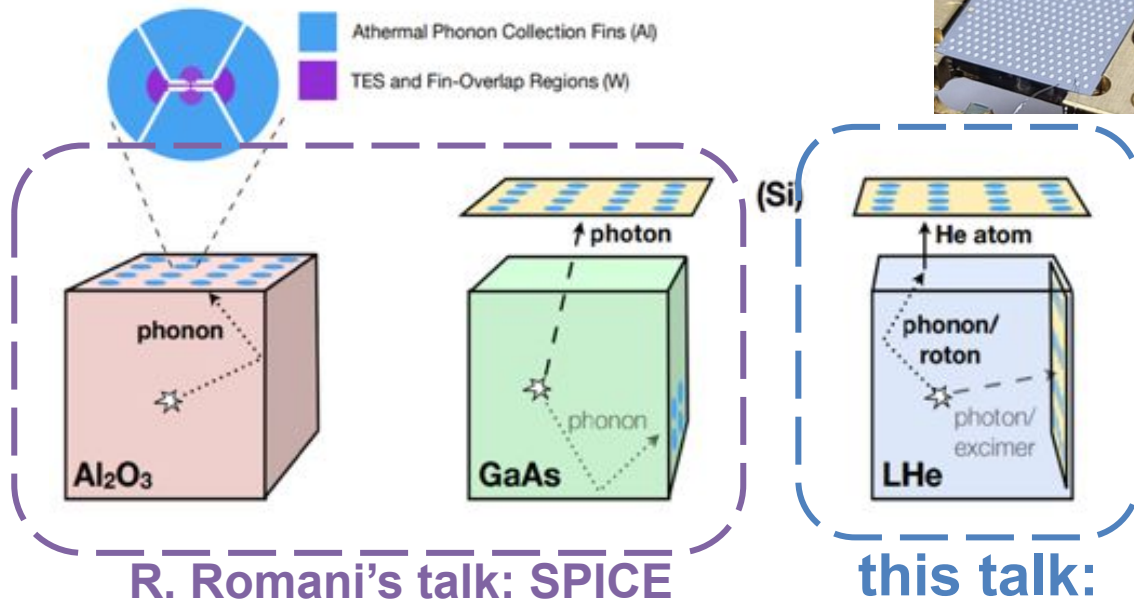 Athermal Phonon Collection Fins (Al)
TES and Fin-Overlap Regions (W)
(Si)
photon
He atom
phonon
phonon/
roton
phonon
photon/
excimer
Al₂O₃
GaAs
LHe
R. Romani's talk: SPICE
this talk: